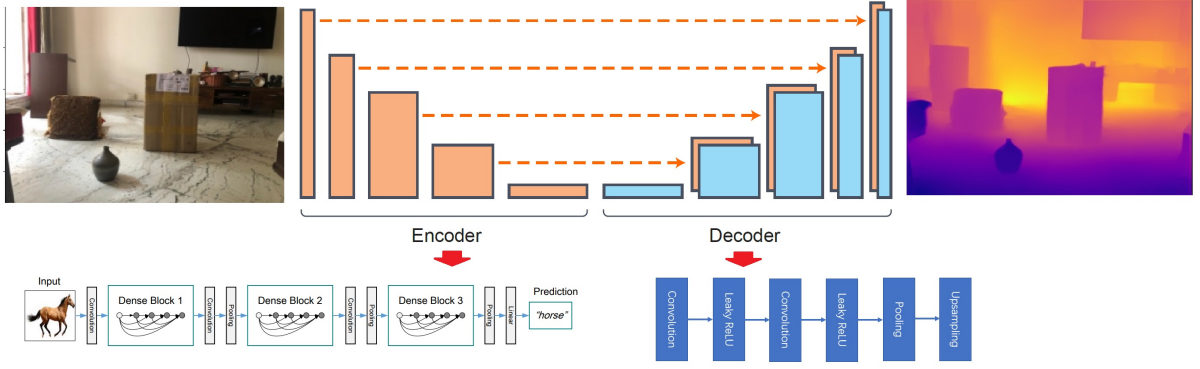 Encoder
Decoder
Input
Prediction
Convolution
Dense Block 1
Convolution
Pooling
Dense Block 2
Convolution
Pooling
Dense Block 3
Pooling
Linear
"horse"
Convolution
Leaky ReLU
Convolution
Leaky ReLU
Pooling
Upsampling